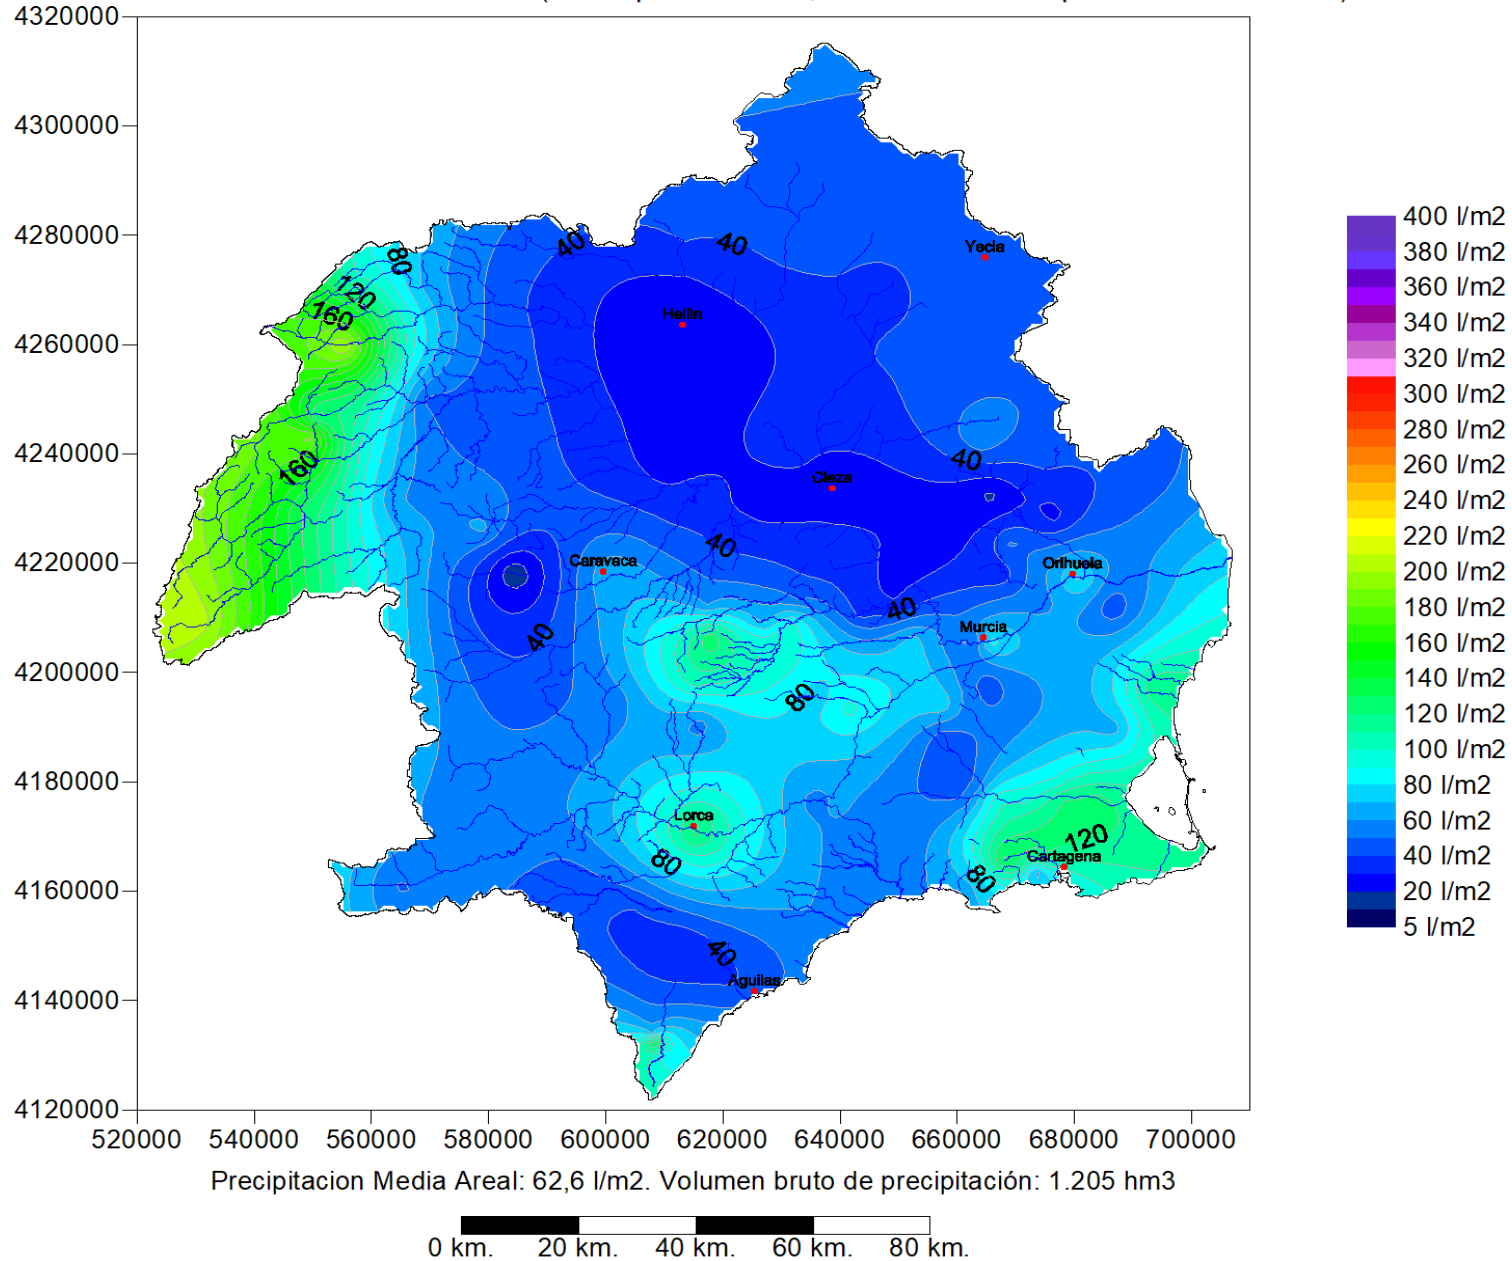 4320000
4300000
4280000
4260000
4240000
4220000
4200000
4180000
4160000
4140000
4120000
520000 540000 560000 580000 600000 620000 640000 660000 680000 700000
80
120
160
160
40
40
Yecla
Hellin
40
Cieza
40
Caravaca
Orihuela
40
40
Murcia
80
Lorca
80
120
Cartagena
80
40
Aguilas
400 l/m2
380 l/m2
360 l/m2
340 l/m2
320 l/m2
300 l/m2
280 l/m2
260 l/m2
240 l/m2
220 l/m2
200 l/m2
180 l/m2
160 l/m2
140 l/m2
120 l/m2
100 l/m2
80 l/m2
60 l/m2
40 l/m2
20 l/m2
5 l/m2
Precipitacion Media Areal: 62,6 l/m2. Volumen bruto de precipitación: 1.205 hm3
0 km. 20 km. 40 km. 60 km. 80 km.